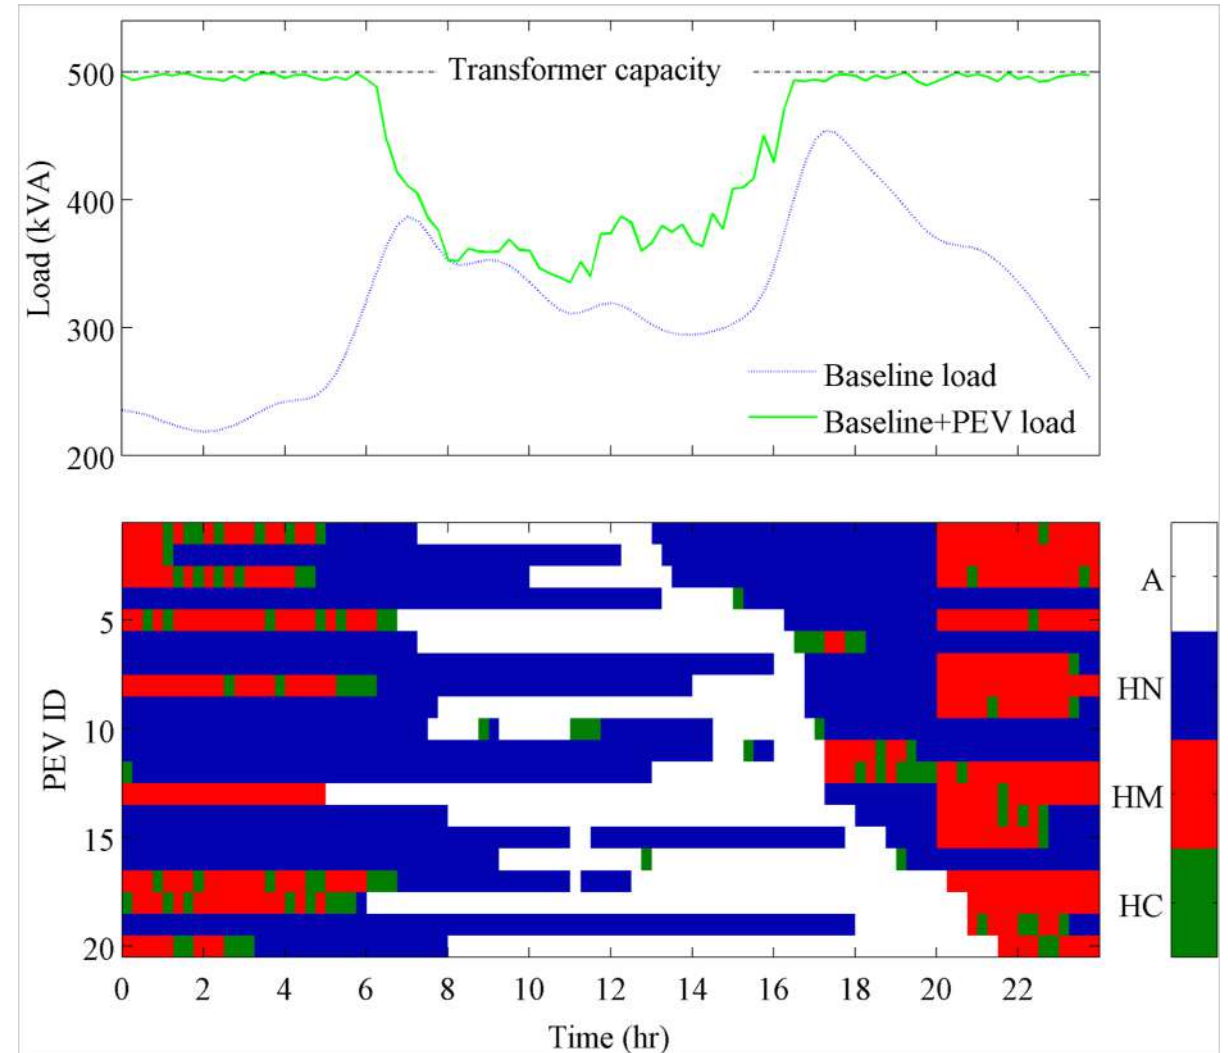 500
Transformer capacity
400
300
200
Load (kVA)
Baseline load
Baseline+PEV load
5
10
15
20
PEV ID
A
HN
HM
HC
0 2 4 6 8 10 12 14 16 18 20 22
Time (hr)